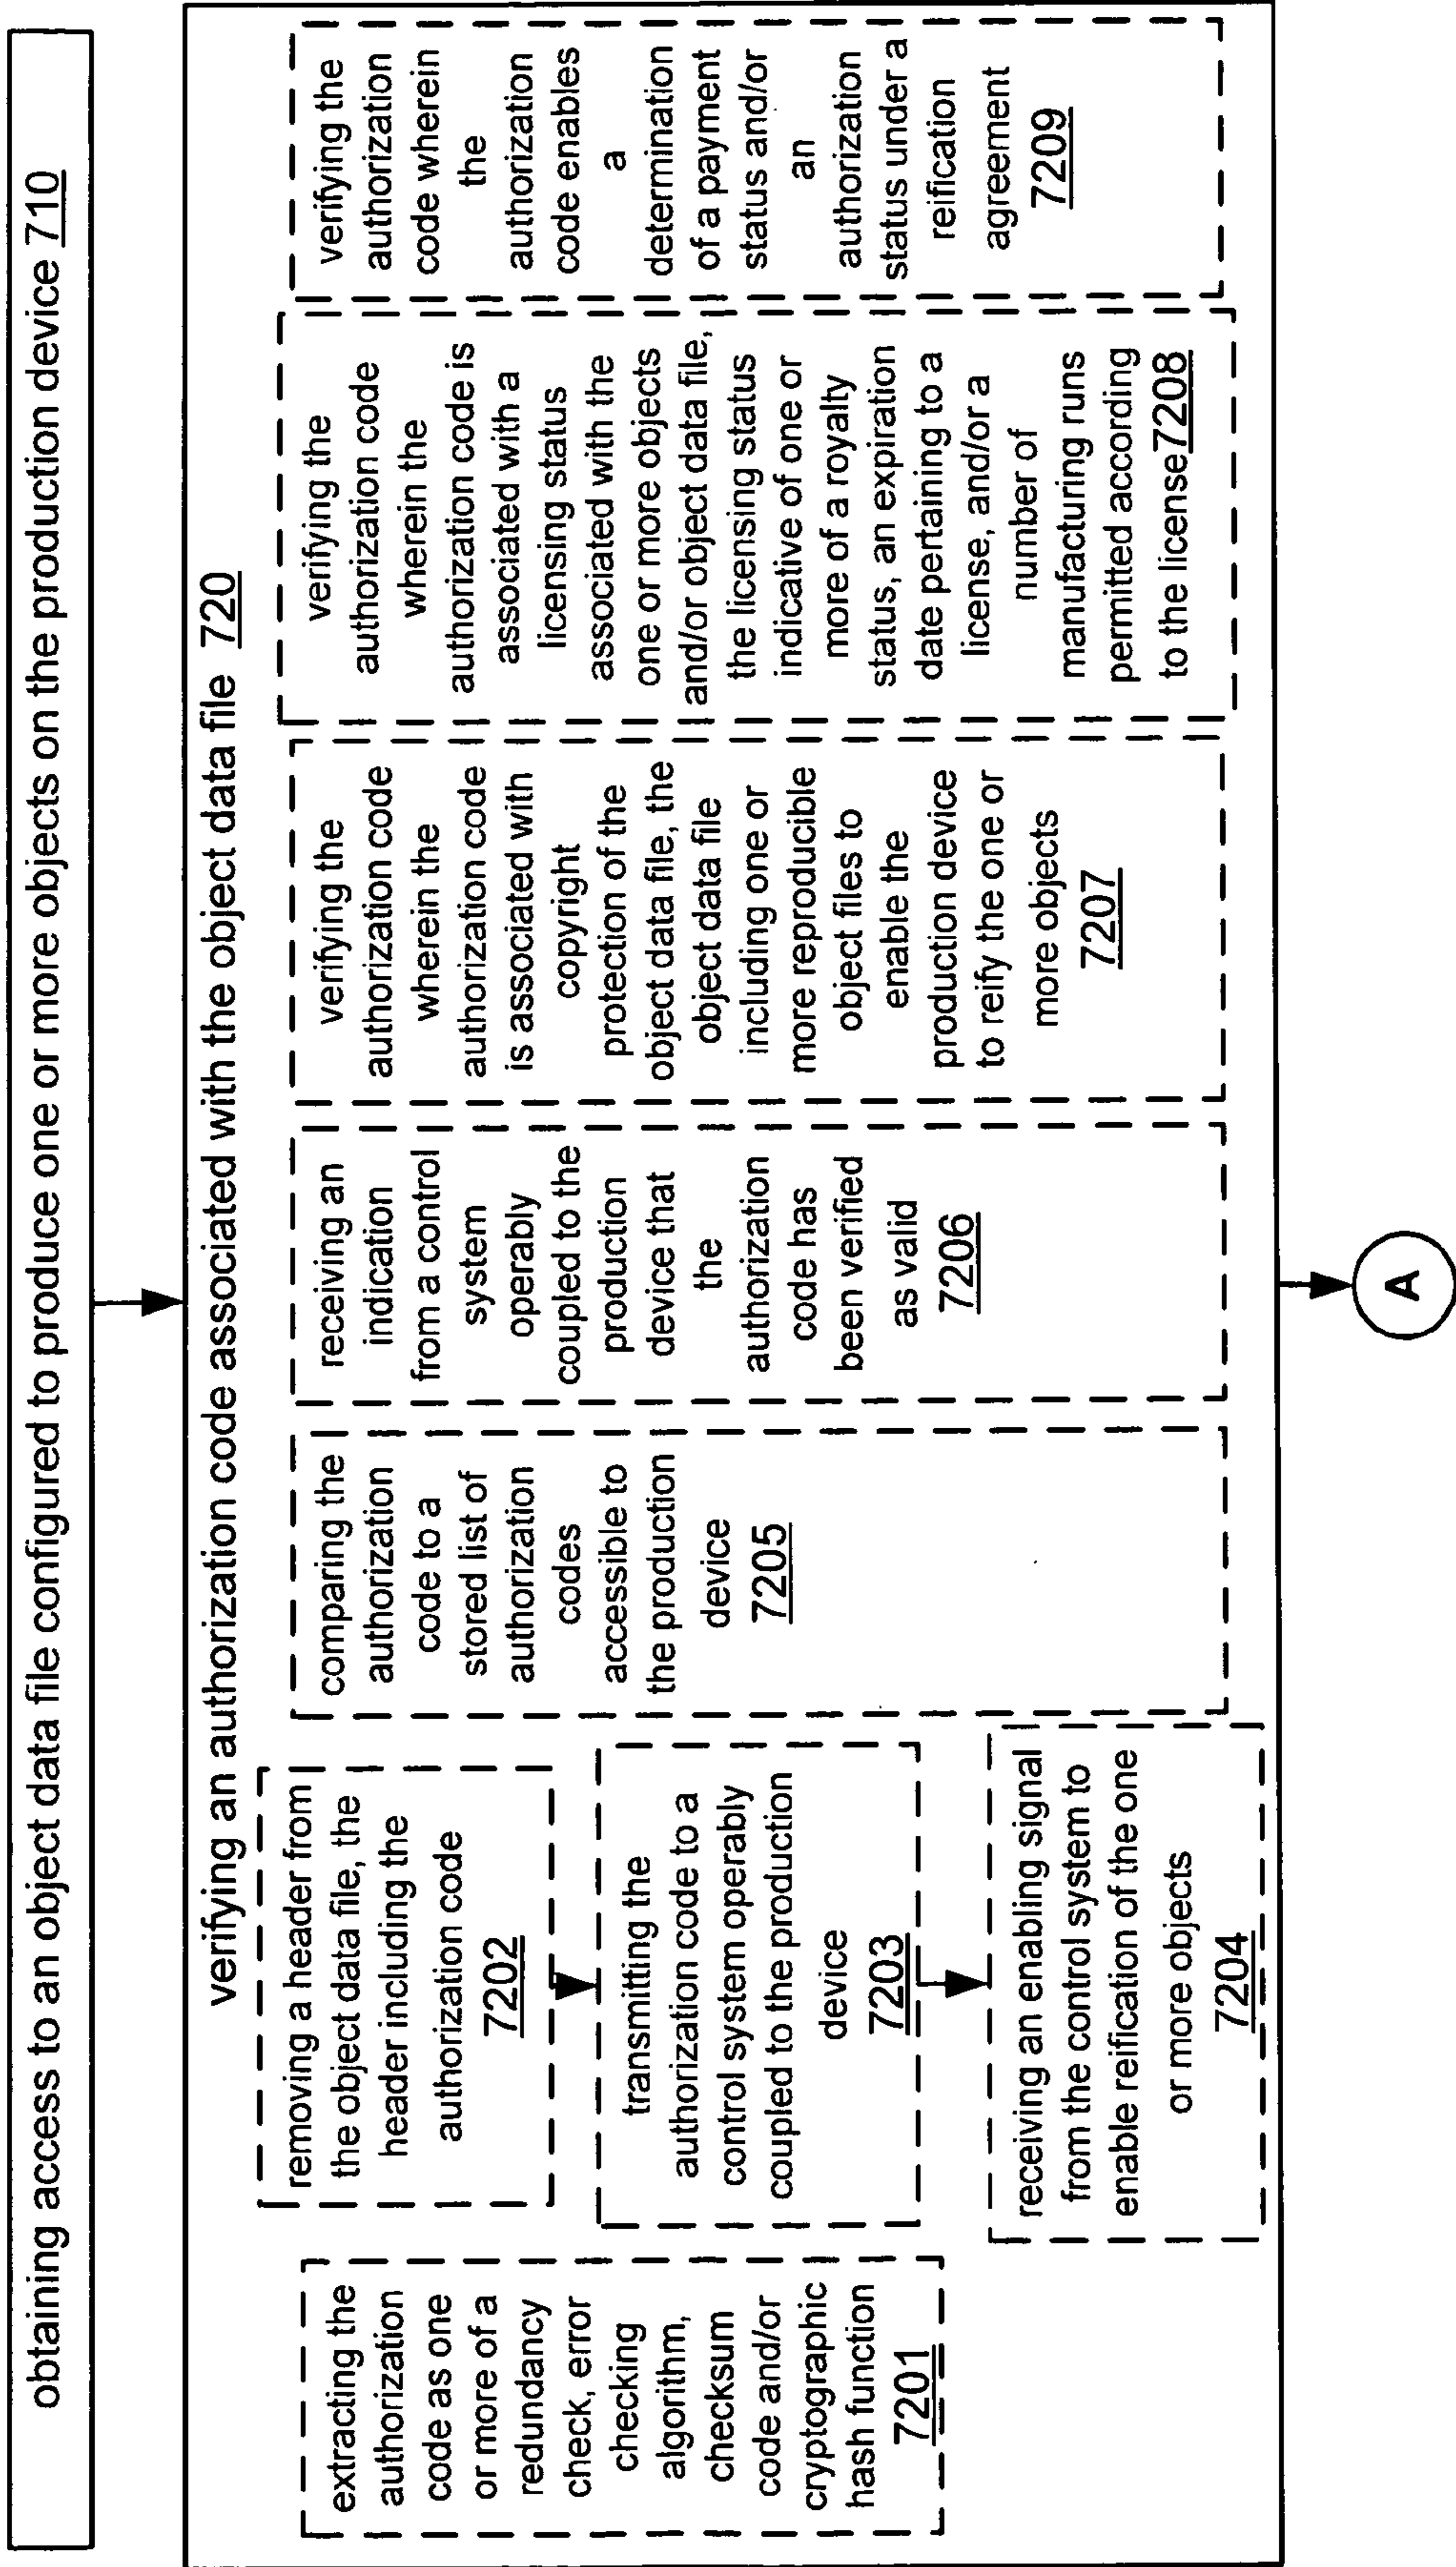 obtaining access to an object data file configured to produce one or more objects on the production device 710
verifying an authorization code associated with the object data file 720
extracting the
authorization
code as one
or more of a
redundancy
check, error
checking
algorithm,
checksum
code and/or
cryptographic
hash function
7201
removing a header from
the object data file, the
header including the
authorization code
7202
transmitting the
authorization code to a
control system operably
coupled to the production
device
7203
receiving an enabling signal
from the control system to
enable reification of the one
or more objects
7204
comparing the
authorization
code to a
stored list of
authorization
codes
accessible to
the production
device
7205
receiving an
indication
from a control
system
operably
coupled to the
production
device that
the
authorization
code has
been verified
as valid
7206
verifying the
authorization code
wherein the
authorization code
is associated with
copyright
protection of the
object data file, the
object data file
including one or
more reproducible
object files to
enable the
production device
to reify the one or
more objects
7207
verifying the
authorization code
wherein the
authorization code is
associated with a
licensing status
associated with the
one or more objects
and/or object data file,
the licensing status
indicative of one or
more of a royalty
status, an expiration
date pertaining to a
license, and/or a
number of
manufacturing runs
permitted according
to the license7208
verifying the
authorization
code wherein
the
authorization
code enables
a
determination
of a payment
status and/or
an
authorization
status under a
reification
agreement
7209
A